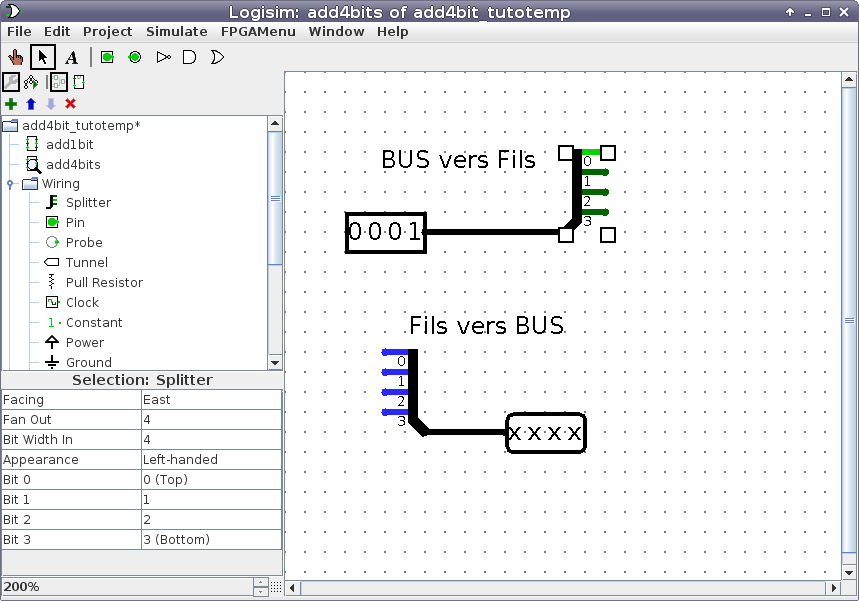 Logisim: add4bits of add4bit_tutotemp
File Edit Project Simulate FPGAMenu Window Help
A
add4bit_tutotemp*
add1bit
add4bits
Wiring
Splitter
Pin
Probe
Tunnel
Pull Resistor
Clock
1 Constant
Power
Ground
Selection: Splitter
Facing East
Fan Out 4
Bit Width In 4
Appearance Left-handed
Bit 0 0 (Top)
Bit 1 1
Bit 2 2
Bit 3 3 (Bottom)
200%
BUS vers Fils
0
1
2
3
0 0 0 1
Fils vers BUS
0
1
2
3
x x x x